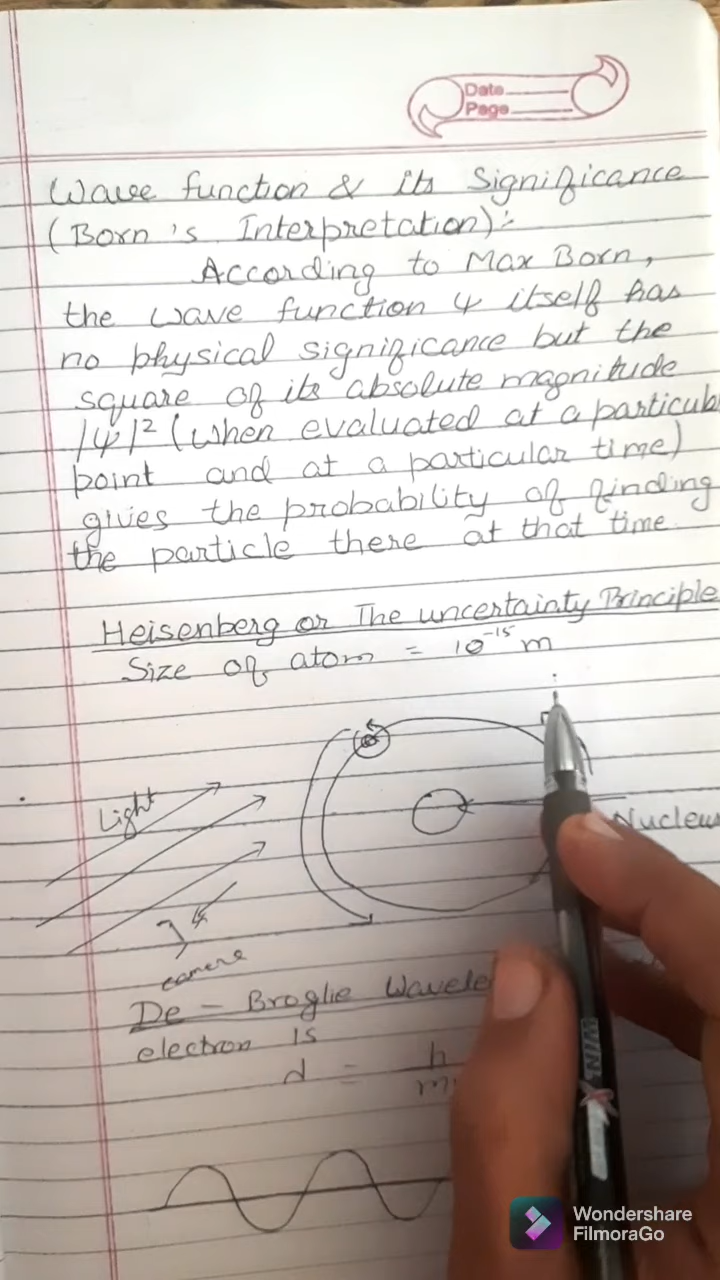 Date
Page
Wave function & its Significance
(Born's Interpretation):-
According to Max Born,
the wave function ψ itself has
no physical significance but the
square of its absolute magnitude
|ψ|² (when evaluated at a particul
point and at a particular time)
gives the probability of finding
the particle there at that time.
Heisenberg or The uncertainty Principle
Size of atom = 10⁻¹⁵ m
Light
Nucleus
camera
De-Broglie Wavele
electron is
λ = h
m
WIN
Wondershare
FilmoraGo